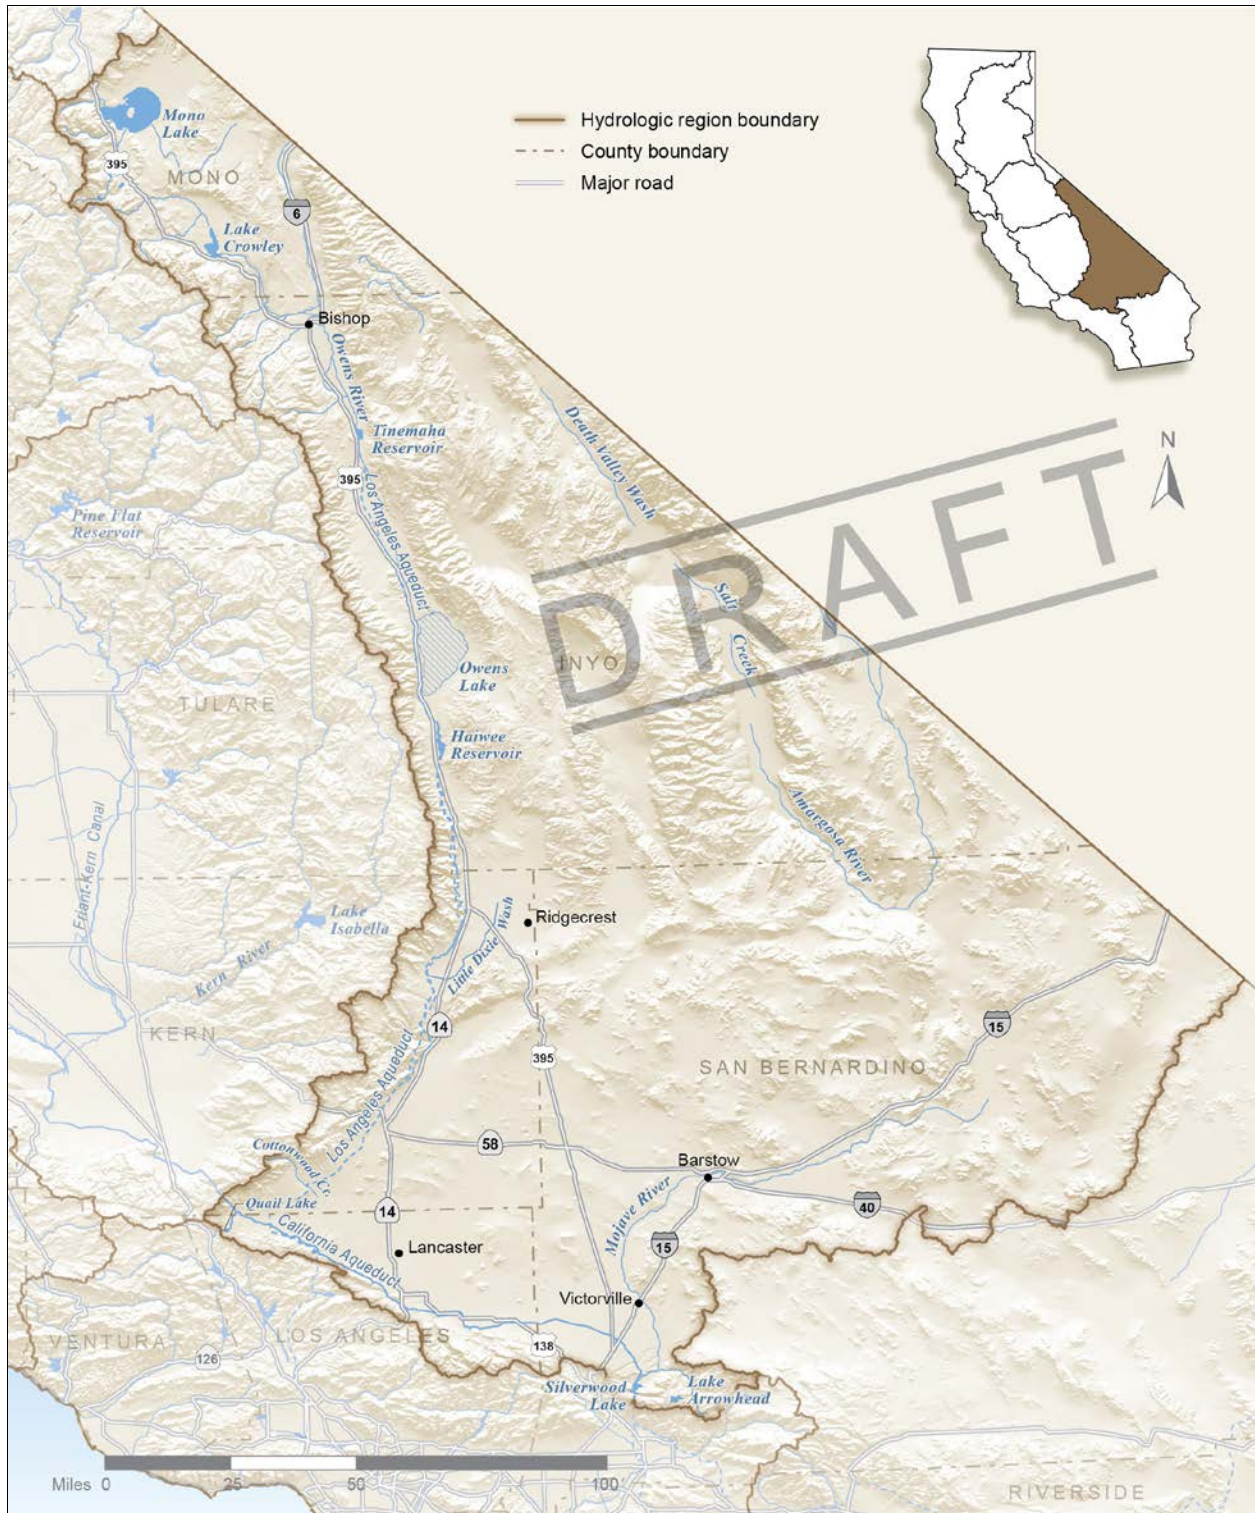 Mono
Lake
395
MONO
6
Lake
Crowley
Hydrologic region boundary
County boundary
Major road
Bishop
Owens River
Tinemaha
Reservoir
395
Los Angeles Aqueduct
Death Valley Wash
N
DRAFT
Pine Flat
Reservoir
Salt
Creek
INYO
Owens
Lake
TULARE
Haiwee
Reservoir
Amargosa River
Friant-Kern Canal
Lake
Isabella
Ridgecrest
Little Dixie Wash
Kern River
KERN
14
15
395
SAN BERNARDINO
Los Angeles Aqueduct
58
Cottonwood Cr.
Barstow
Quail Lake
14
Mojave River
40
California Aqueduct
Lancaster
15
Victorville
VENTURA
LOS ANGELES
126
138
Silverwood
Lake
Lake
Arrowhead
Miles 0 25 50 100
RIVERSIDE